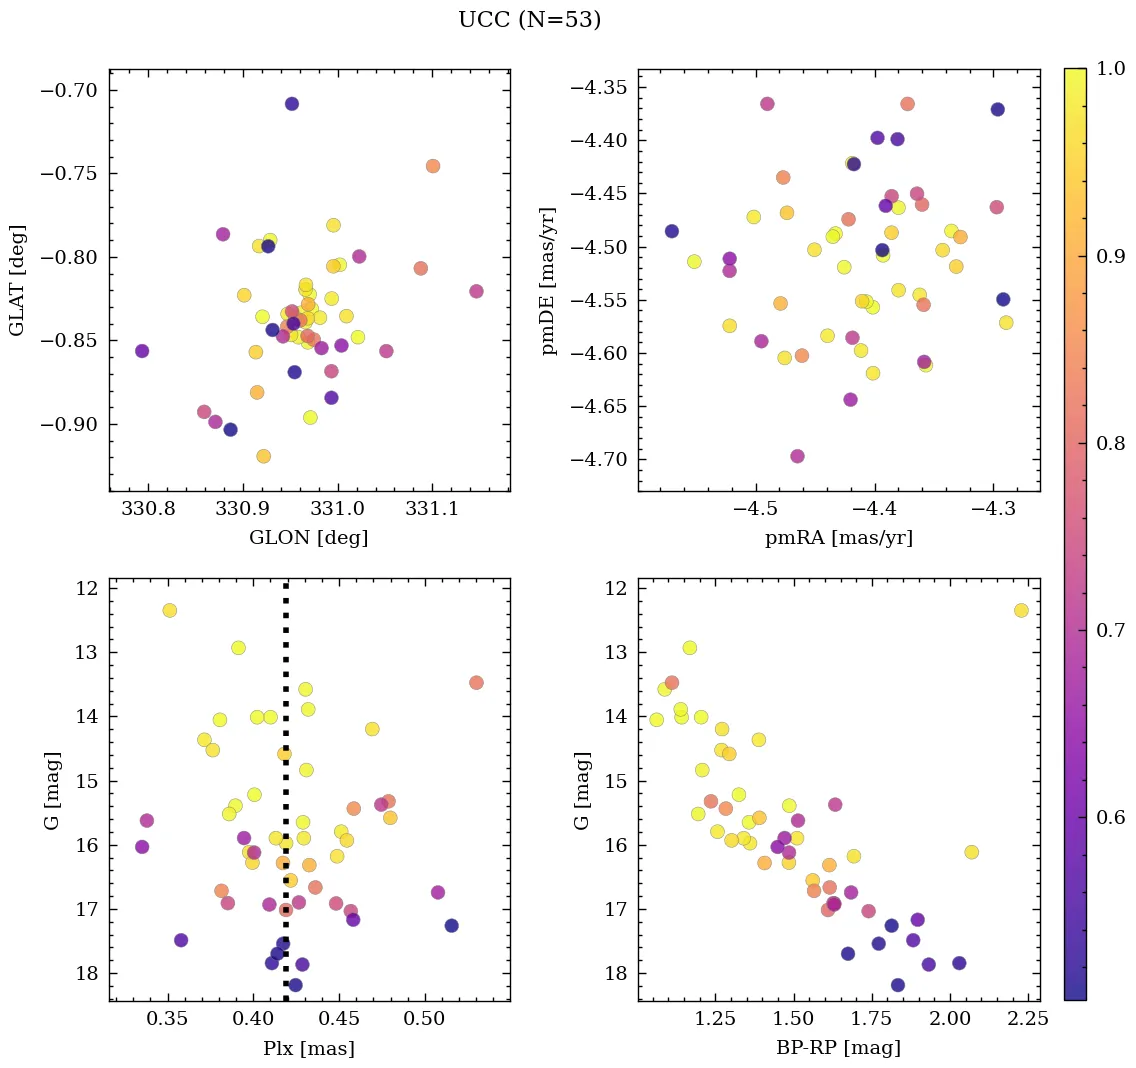 UCC (N=53)
−0.70
−0.75
−0.80
−0.85
−0.90
GLAT [deg]
330.8 330.9 331.0 331.1
GLON [deg]
−4.35
−4.40
−4.45
−4.50
−4.55
−4.60
−4.65
−4.70
pmDE [mas/yr]
−4.5 −4.4 −4.3
pmRA [mas/yr]
12
13
14
15
16
17
18
G [mag]
0.35 0.40 0.45 0.50
Plx [mas]
12
13
14
15
16
17
18
G [mag]
1.25 1.50 1.75 2.00 2.25
BP-RP [mag]
1.0
0.9
0.8
0.7
0.6